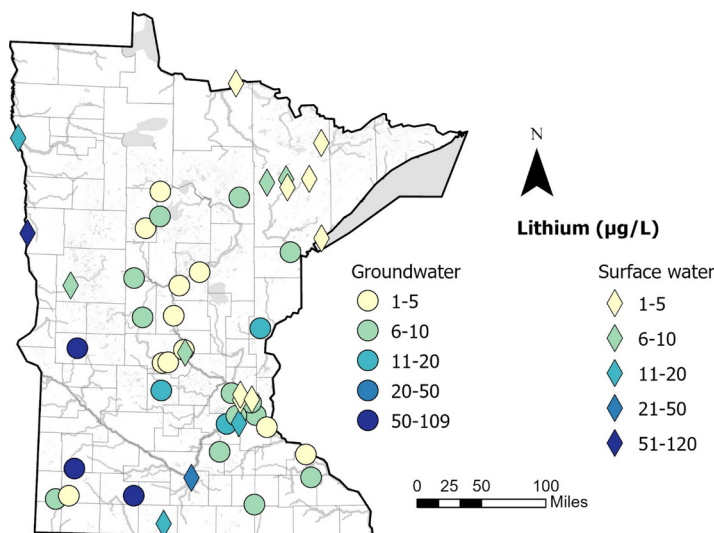 N
Lithium (µg/L)
Groundwater
1-5
6-10
11-20
20-50
50-109
Surface water
1-5
6-10
11-20
21-50
51-120
0 25 50 100
Miles